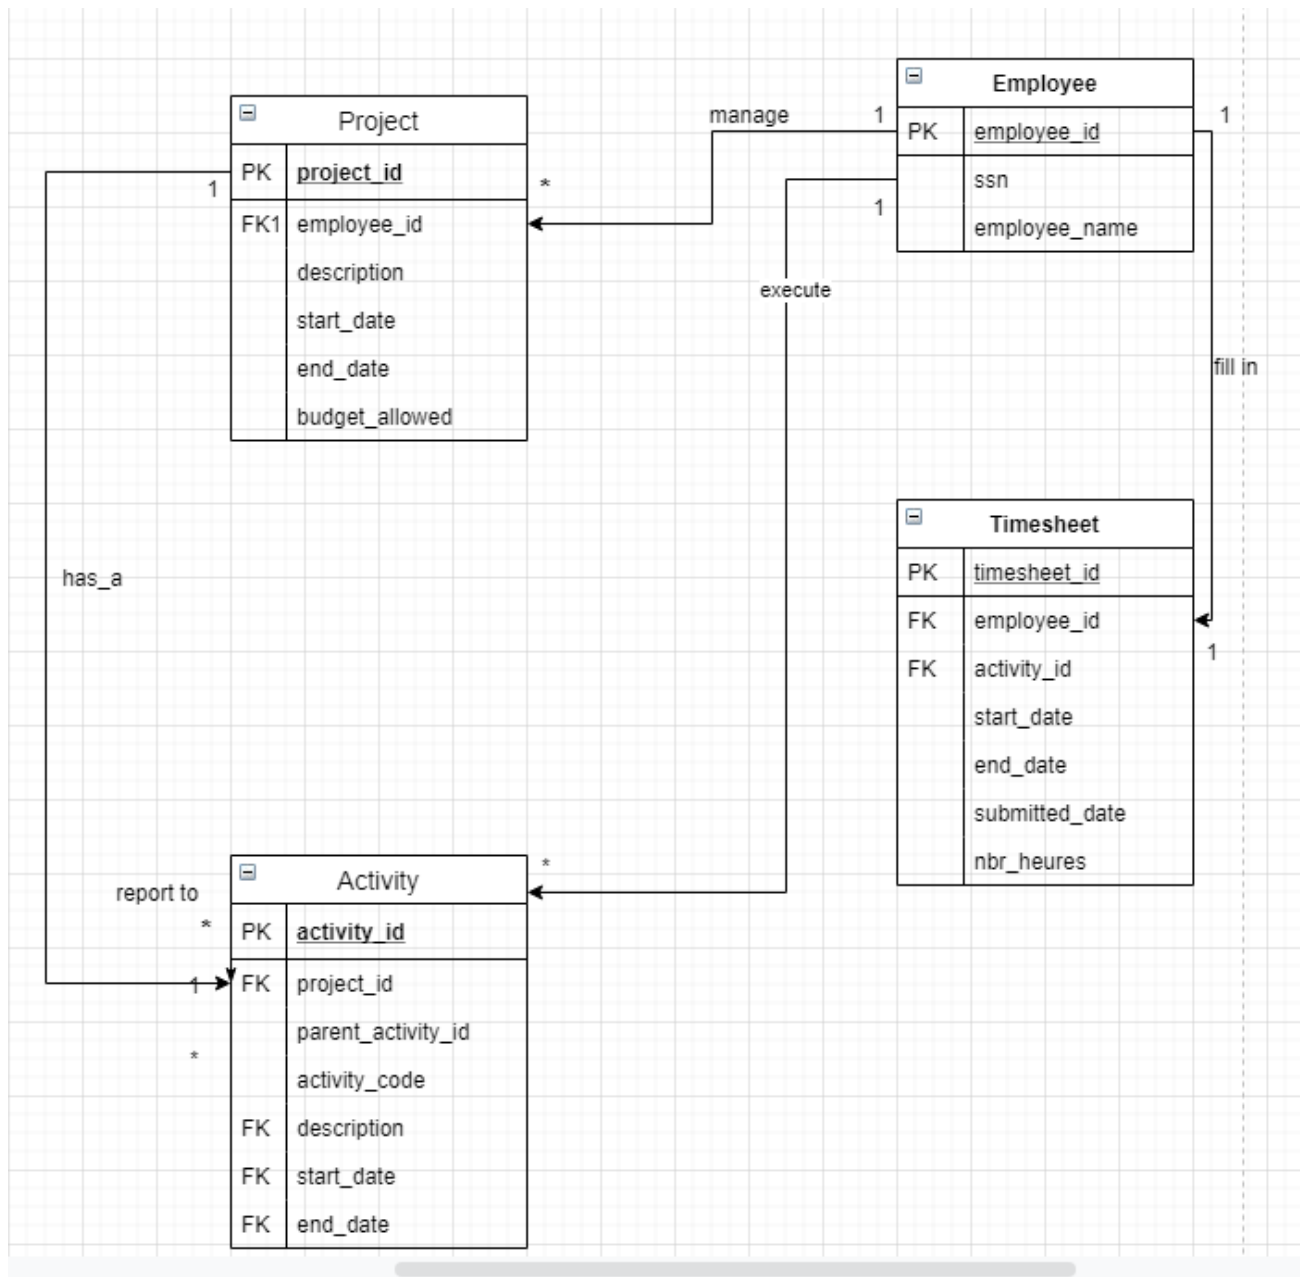 Project
PK project_id
FK1 employee_id
description
start_date
end_date
budget_allowed
manage
1
*
Employee
PK employee_id
ssn
employee_name
1
1
execute
fill in
1
has_a
Timesheet
PK timesheet_id
FK employee_id
FK activity_id
start_date
end_date
submitted_date
nbr_heures
1
report to
*
1
*
*
Activity
PK activity_id
FK project_id
parent_activity_id
activity_code
FK description
FK start_date
FK end_date